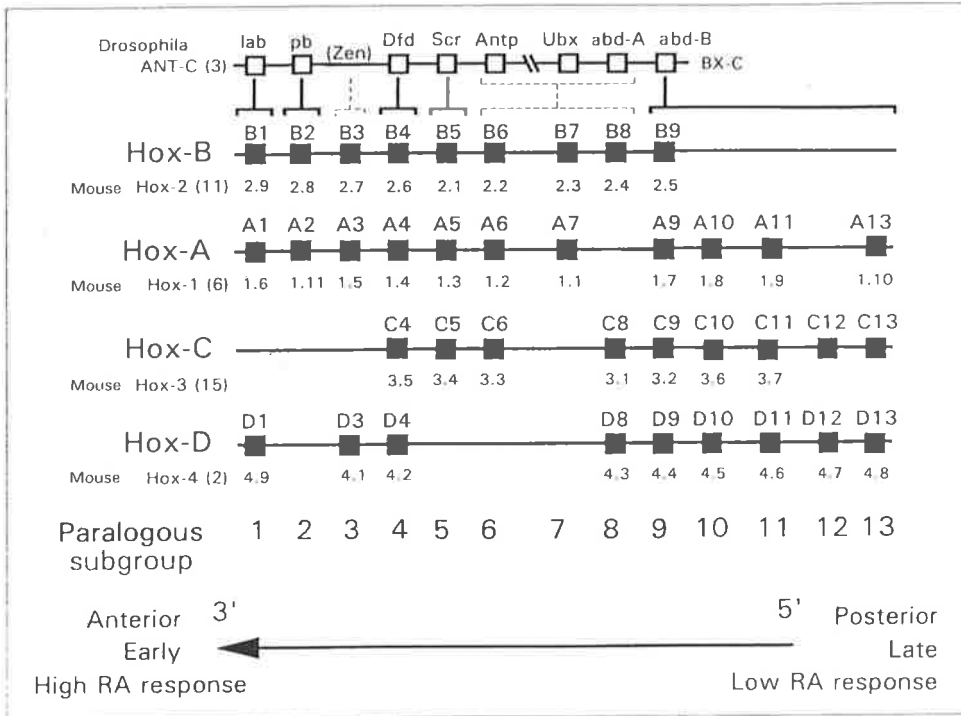 lab pb (Zen) Dfd Scr Antp Ubx abd-A abd-B
Drosophila
ANT-C (3) BX-C
B1 B2 B3 B4 B5 B6 B7 B8 B9
Hox-B
Mouse Hox-2 (11) 2.9 2.8 2.7 2.6 2.1 2.2 2.3 2.4 2.5
A1 A2 A3 A4 A5 A6 A7 A9 A10 A11 A13
Hox-A
Mouse Hox-1 (6) 1.6 1.11 1.5 1.4 1.3 1.2 1.1 1.7 1.8 1.9 1.10
C4 C5 C6 C8 C9 C10 C11 C12 C13
Hox-C
Mouse Hox-3 (15) 3.5 3.4 3.3 3.1 3.2 3.6 3.7
D1 D3 D4 D8 D9 D10 D11 D12 D13
Hox-D
Mouse Hox-4 (2) 4.9 4.1 4.2 4.3 4.4 4.5 4.6 4.7 4.8
Paralogous 1 2 3 4 5 6 7 8 9 10 11 12 13
subgroup
Anterior 3' 5' Posterior
Early Late
High RA response Low RA response